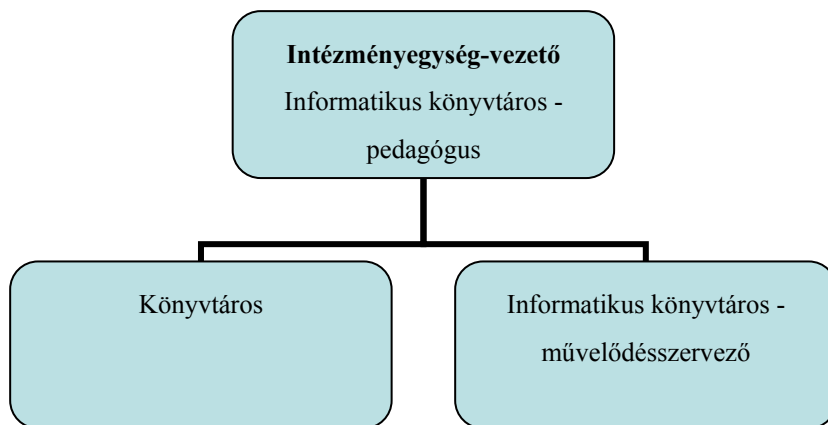 Intézményegység-vezető
Informatikus könyvtáros -
pedagógus
Könyvtáros
Informatikus könyvtáros -
művelődésszervező